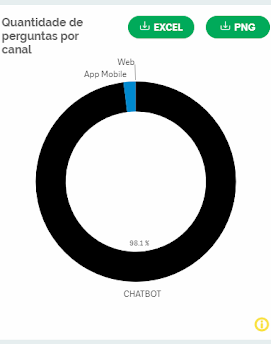 Quantidade de
perguntas por
canal
EXCEL
PNG
Web
App Mobile
98.1 %
CHATBOT